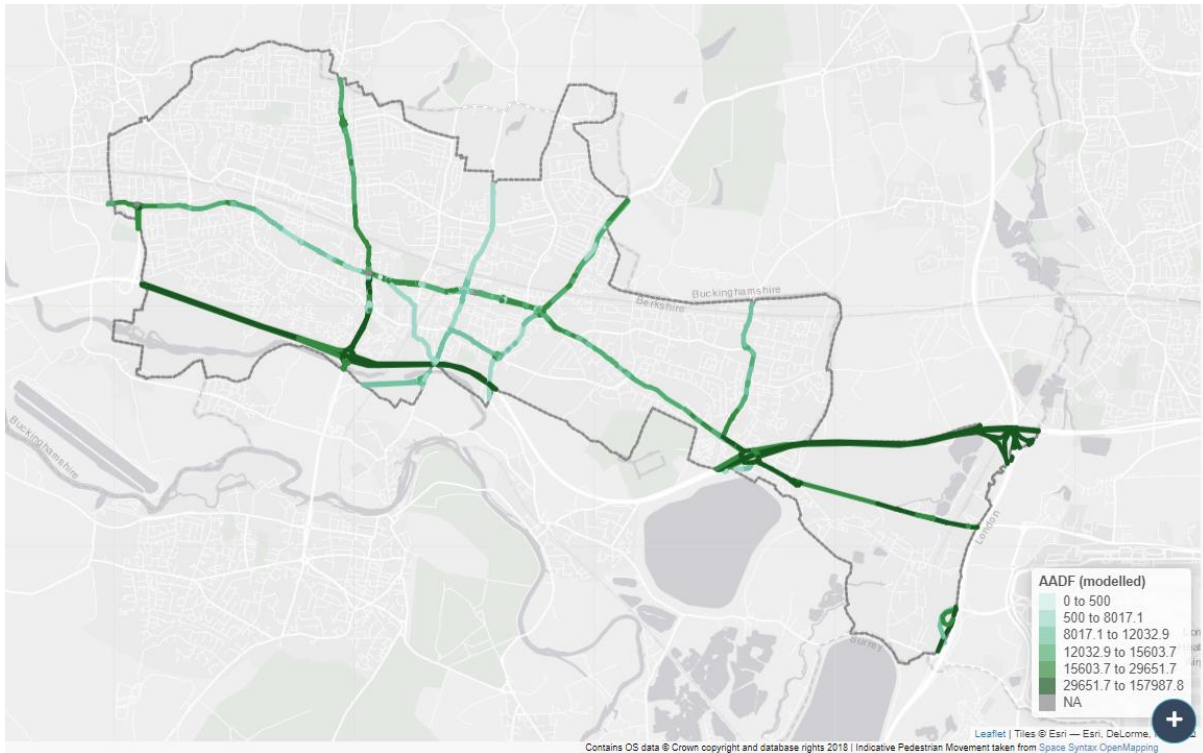 Buckinghamshire
Berkshire
Buckinghamshire
London
Surrey
AADF (modelled)
0 to 500
500 to 8017.1
8017.1 to 12032.9
12032.9 to 15603.7
15603.7 to 29651.7
29651.7 to 157987.8
NA
+
Leaflet | Tiles © Esri — Esri, DeLorme,
Contains OS data © Crown copyright and database rights 2018 | Indicative Pedestrian Movement taken from Space Syntax OpenMapping